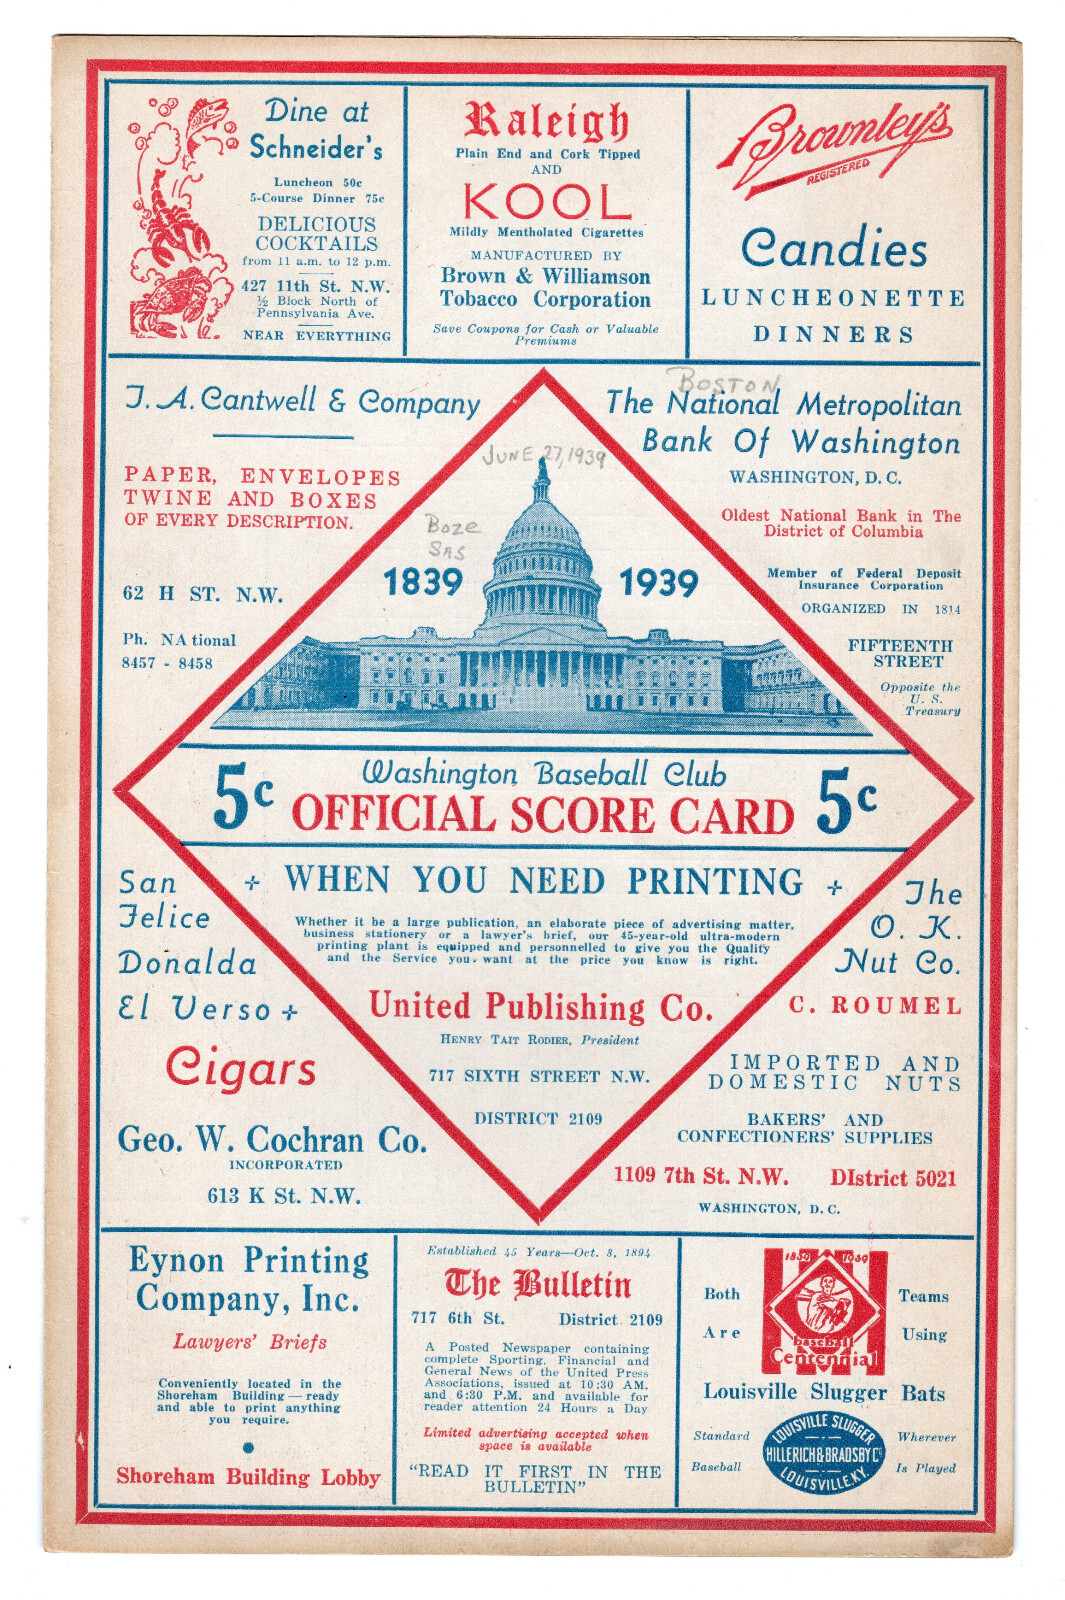 Dine at
Schneider's
Luncheon 50c
5-Course Dinner 75c
DELICIOUS
COCKTAILS
from 11 a.m. to 12 p.m.
427 11th St. N.W.
½ Block North of
Pennsylvania Ave.
NEAR EVERYTHING
Raleigh
Plain End and Cork Tipped
AND
KOOL
Mildly Mentholated Cigarettes
MANUFACTURED BY
Brown & Williamson
Tobacco Corporation
Save Coupons for Cash or Valuable
Premiums
Brownley's
REGISTERED
Candies
LUNCHEONETTE
DINNERS
J. A. Cantwell & Company
PAPER, ENVELOPES
TWINE AND BOXES
OF EVERY DESCRIPTION.
62 H ST. N.W.
Ph. NAtional
8457 - 8458
BOSTON
The National Metropolitan
Bank Of Washington
WASHINGTON, D. C.
Oldest National Bank in The
District of Columbia
Member of Federal Deposit
Insurance Corporation
ORGANIZED IN 1814
FIFTEENTH
STREET
Opposite the
U. S.
Treasury
JUNE 27, 1939
Boze
SAS
1839 1939
Washington Baseball Club
5c OFFICIAL SCORE CARD 5c
+ WHEN YOU NEED PRINTING +
Whether it be a large publication, an elaborate piece of advertising matter,
business stationery or a lawyer's brief, our 45-year-old ultra-modern
printing plant is equipped and personnelled to give you the Quality
and the Service you want at the price you know is right.
United Publishing Co.
HENRY TAIT RODIER, President
717 SIXTH STREET N.W.
DISTRICT 2109
San
Felice
Donalda
El Verso +
Cigars
Geo. W. Cochran Co.
INCORPORATED
613 K St. N.W.
The
O. K.
Nut Co.
C. ROUMEL
IMPORTED AND
DOMESTIC NUTS
BAKERS' AND
CONFECTIONERS' SUPPLIES
1109 7th St. N.W. DIstrict 5021
WASHINGTON, D. C.
Eynon Printing
Company, Inc.
Lawyers' Briefs
Conveniently located in the
Shoreham Building — ready
and able to print anything
you require.
Shoreham Building Lobby
Established 45 Years—Oct. 8, 1894
The Bulletin
717 6th St. District 2109
A Posted Newspaper containing
complete Sporting, Financial and
General News of the United Press
Associations, issued at 10:30 AM.
and 6:30 P.M. and available for
reader attention 24 Hours a Day
Limited advertising accepted when
space is available
"READ IT FIRST IN THE
BULLETIN"
1839 1939
baseball
Centennial
Both Teams
Are Using
Louisville Slugger Bats
Standard Wherever
Baseball Is Played
LOUISVILLE SLUGGER
HILLERICH & BRADSBY Co
LOUISVILLE.KY.